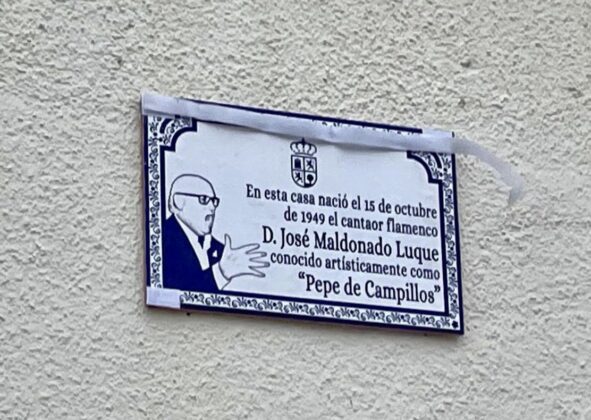 En esta casa nació el 15 de octubre
de 1949 el cantaor flamenco
D. José Maldonado Luque
conocido artísticamente como
“Pepe de Campillos”